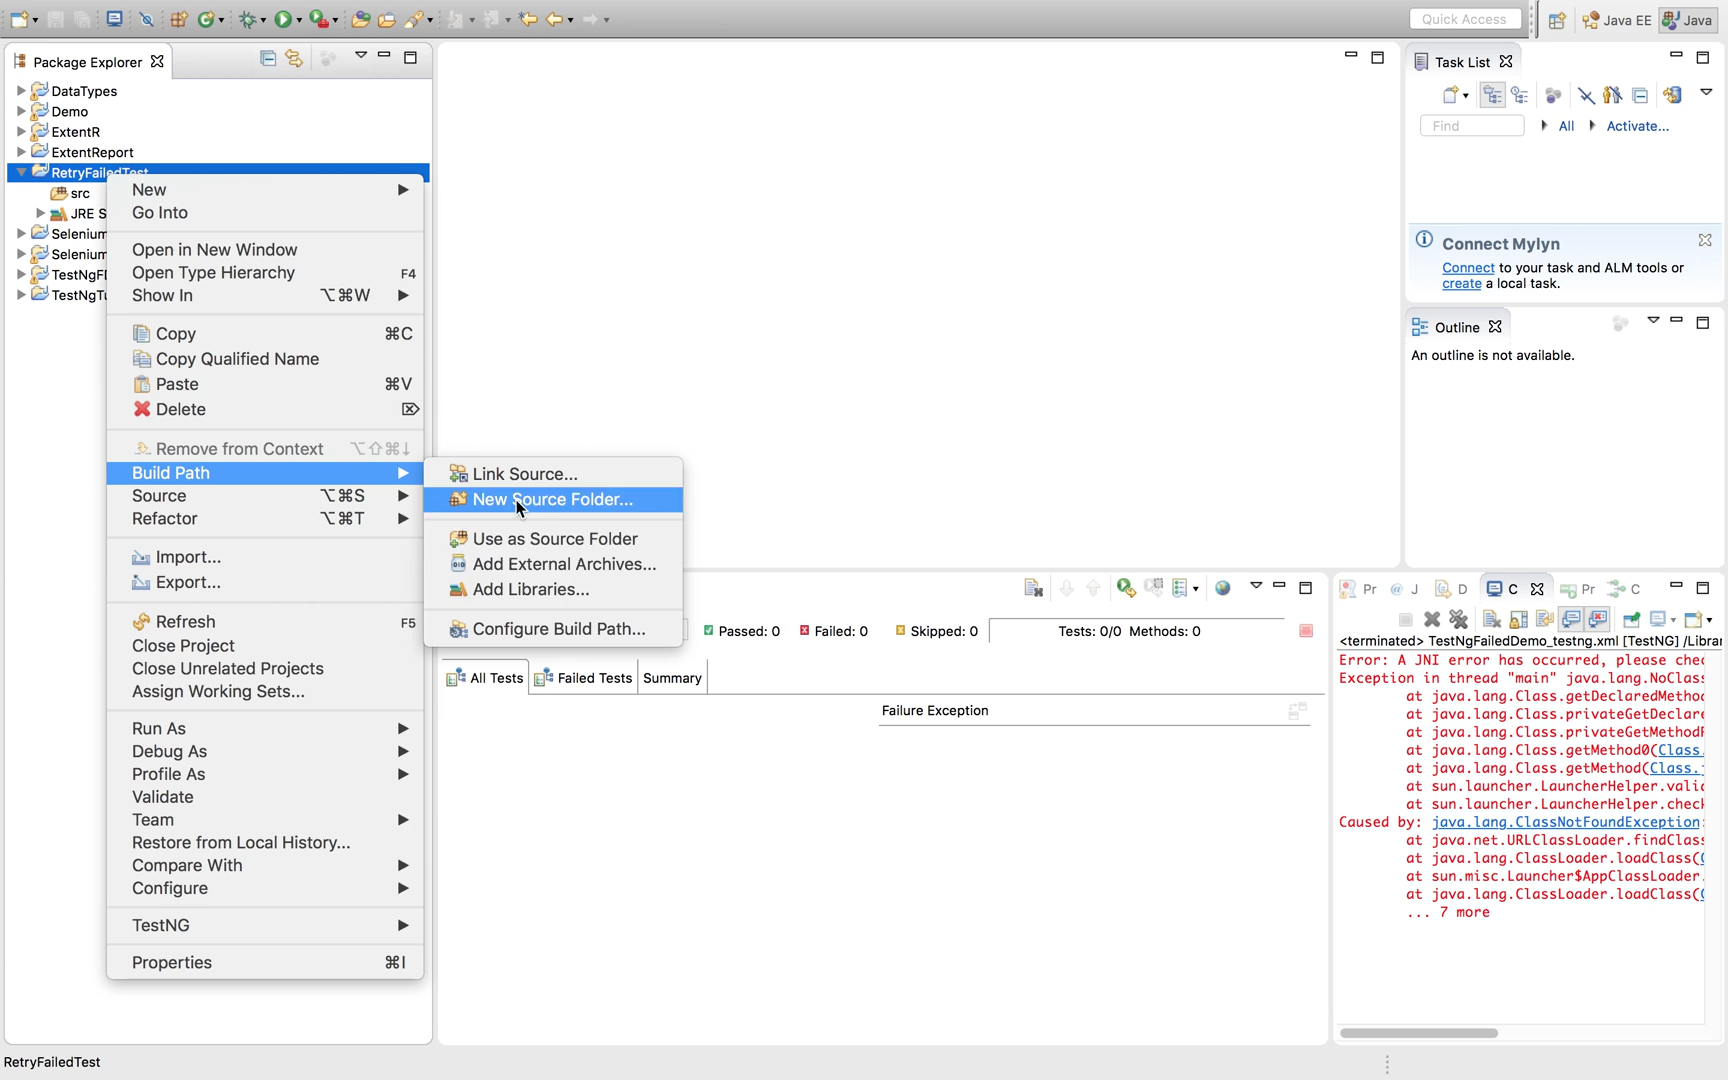 Quick Access
Java EE
Java
Package Explorer
DataTypes
Demo
ExtentR
ExtentReport
RetryFailedTest
src
JRE S
Selenium
Selenium
TestNgF
TestNgTu
New
Go Into
Open in New Window
Open Type Hierarchy F4
Show In ⌥⌘W
Copy ⌘C
Copy Qualified Name
Paste ⌘V
Delete ⌦
Remove from Context ⌥⇧⌘↓
Build Path
Source ⌥⌘S
Refactor ⌥⌘T
Import...
Export...
Refresh F5
Close Project
Close Unrelated Projects
Assign Working Sets...
Run As
Debug As
Profile As
Validate
Team
Restore from Local History...
Compare With
Configure
TestNG
Properties ⌘I
Link Source...
New Source Folder...
Use as Source Folder
Add External Archives...
Add Libraries...
Configure Build Path...
Passed: 0 Failed: 0 Skipped: 0 Tests: 0/0 Methods: 0
All Tests Failed Tests Summary
Failure Exception
Task List
Find All Activate...
Connect Mylyn
Connect to your task and ALM tools or
create a local task.
Outline
An outline is not available.
Pr @ J D C Pr C
<terminated> TestNgFailedDemo_testng.xml [TestNG] /Librar
Error: A JNI error has occurred, please chec
Exception in thread "main" java.lang.NoClass
at java.lang.Class.getDeclaredMethod
at java.lang.Class.privateGetDeclare
at java.lang.Class.privateGetMethodR
at java.lang.Class.getMethod0(Class.
at java.lang.Class.getMethod(Class.j
at sun.launcher.LauncherHelper.valid
at sun.launcher.LauncherHelper.check
Caused by: java.lang.ClassNotFoundException:
at java.net.URLClassLoader.findClass
at java.lang.ClassLoader.loadClass(C
at sun.misc.Launcher$AppClassLoader.
at java.lang.ClassLoader.loadClass(C
... 7 more
RetryFailedTest